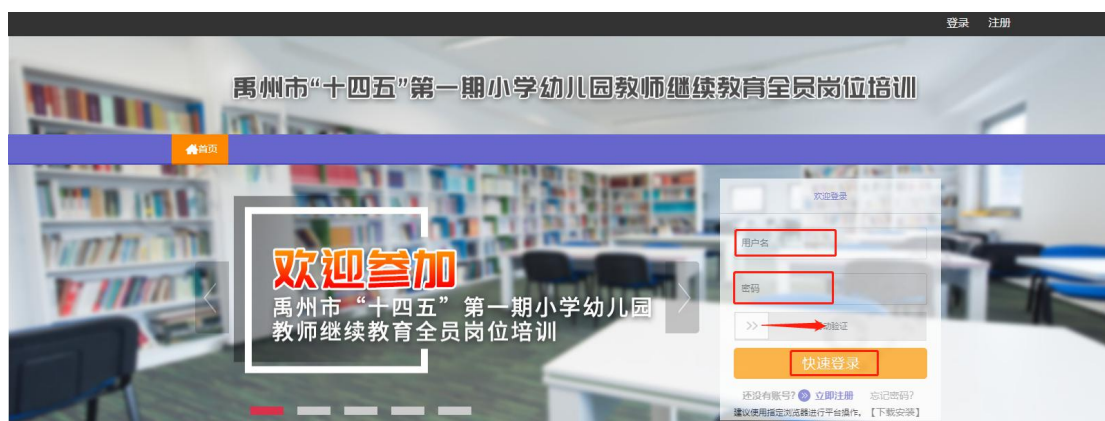 登录 注册
禹州市“十四五”第一期小学幼儿园教师继续教育全员岗位培训
首页
欢迎登录
用户名
密码
动验证
快速登录
还没有账号? 立即注册 忘记密码?
建议使用指定浏览器进行平台操作。【下载安装】
欢迎参加
禹州市“十四五”第一期小学幼儿园
教师继续教育全员岗位培训